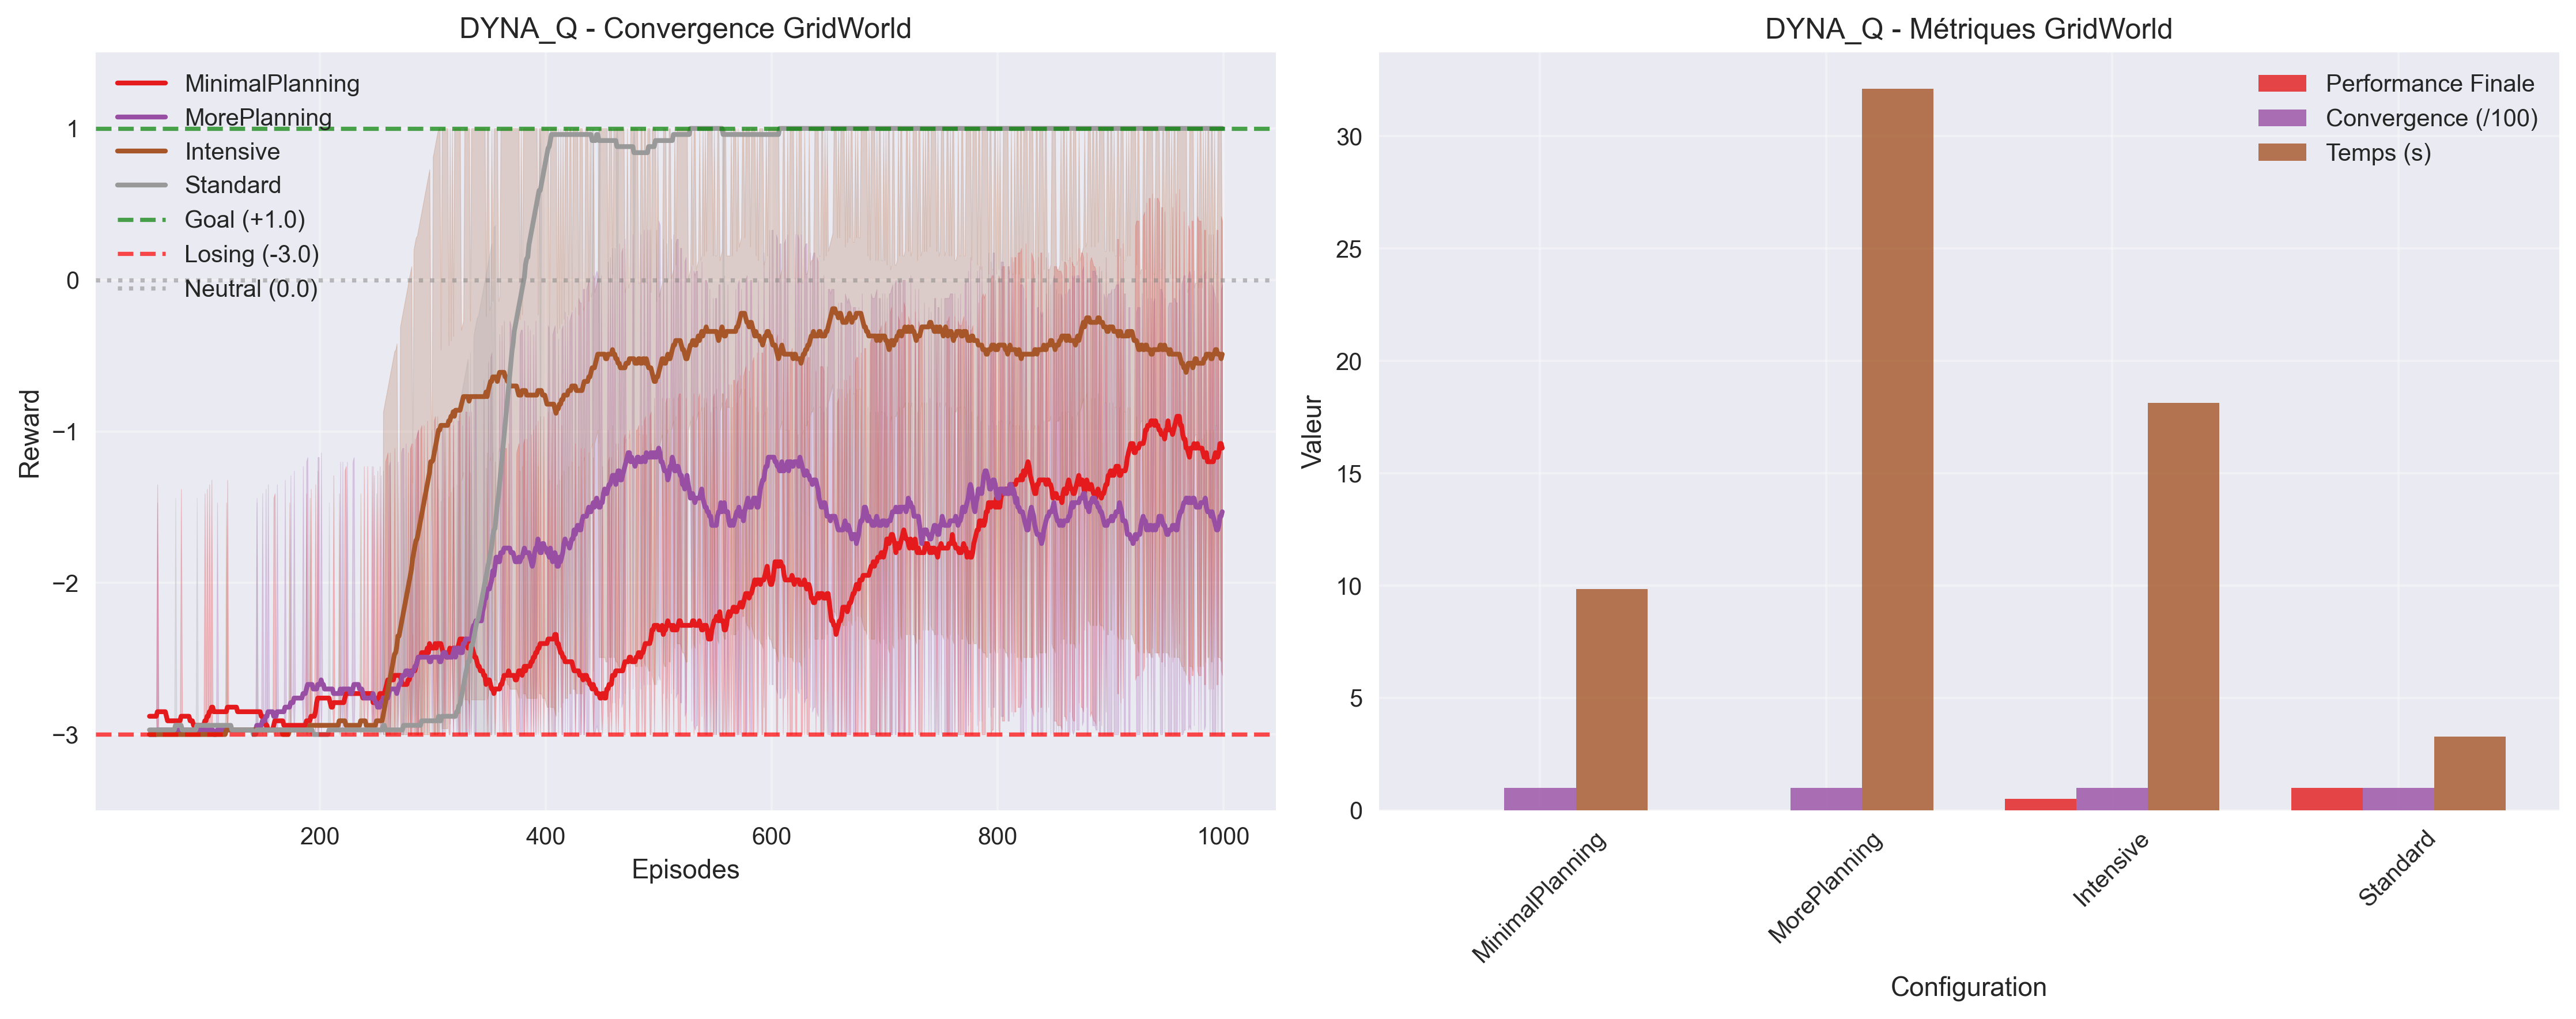 DYNA_Q - Convergence GridWorld
MinimalPlanning
MorePlanning
Intensive
Standard
Goal (+1.0)
Losing (-3.0)
Neutral (0.0)
1
0
−1
−2
−3
Reward
200
400
600
800
1000
Episodes
DYNA_Q - Métriques GridWorld
Performance Finale
Convergence (/100)
Temps (s)
30
25
20
15
10
5
0
Valeur
MinimalPlanning
MorePlanning
Intensive
Standard
Configuration